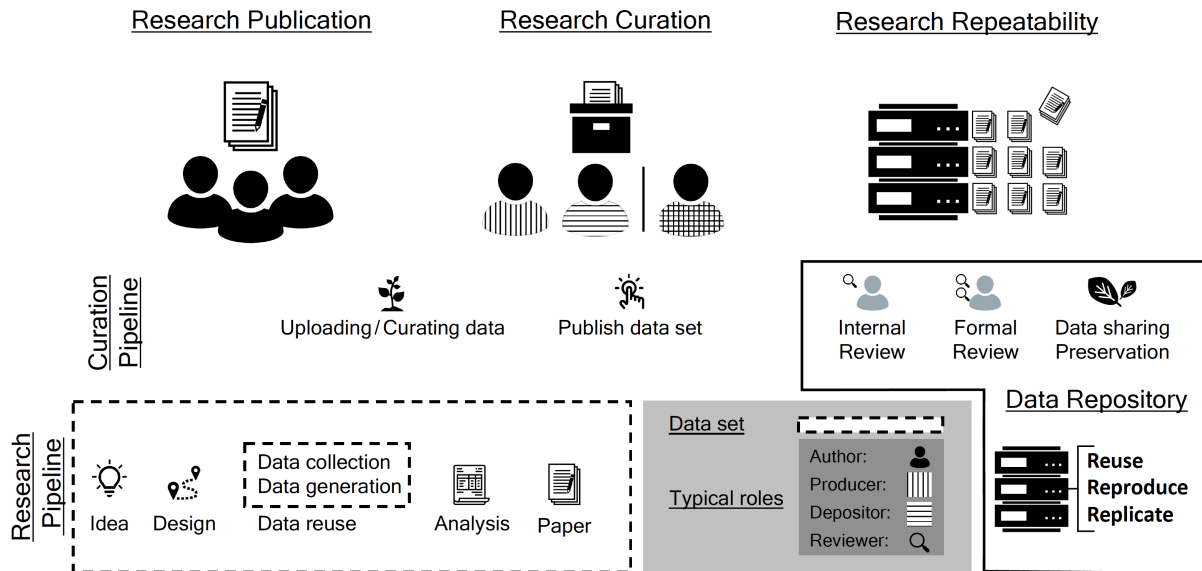 Research Publication
Research Curation
Research Repeatability
Curation
Pipeline
Uploading/Curating data
Publish data set
Internal
Review
Formal
Review
Data sharing
Preservation
Research
Pipeline
Idea
Design
Data collection
Data generation
Data reuse
Analysis
Paper
Data set
Typical roles
Author:
Producer:
Depositor:
Reviewer:
Data Repository
Reuse
Reproduce
Replicate